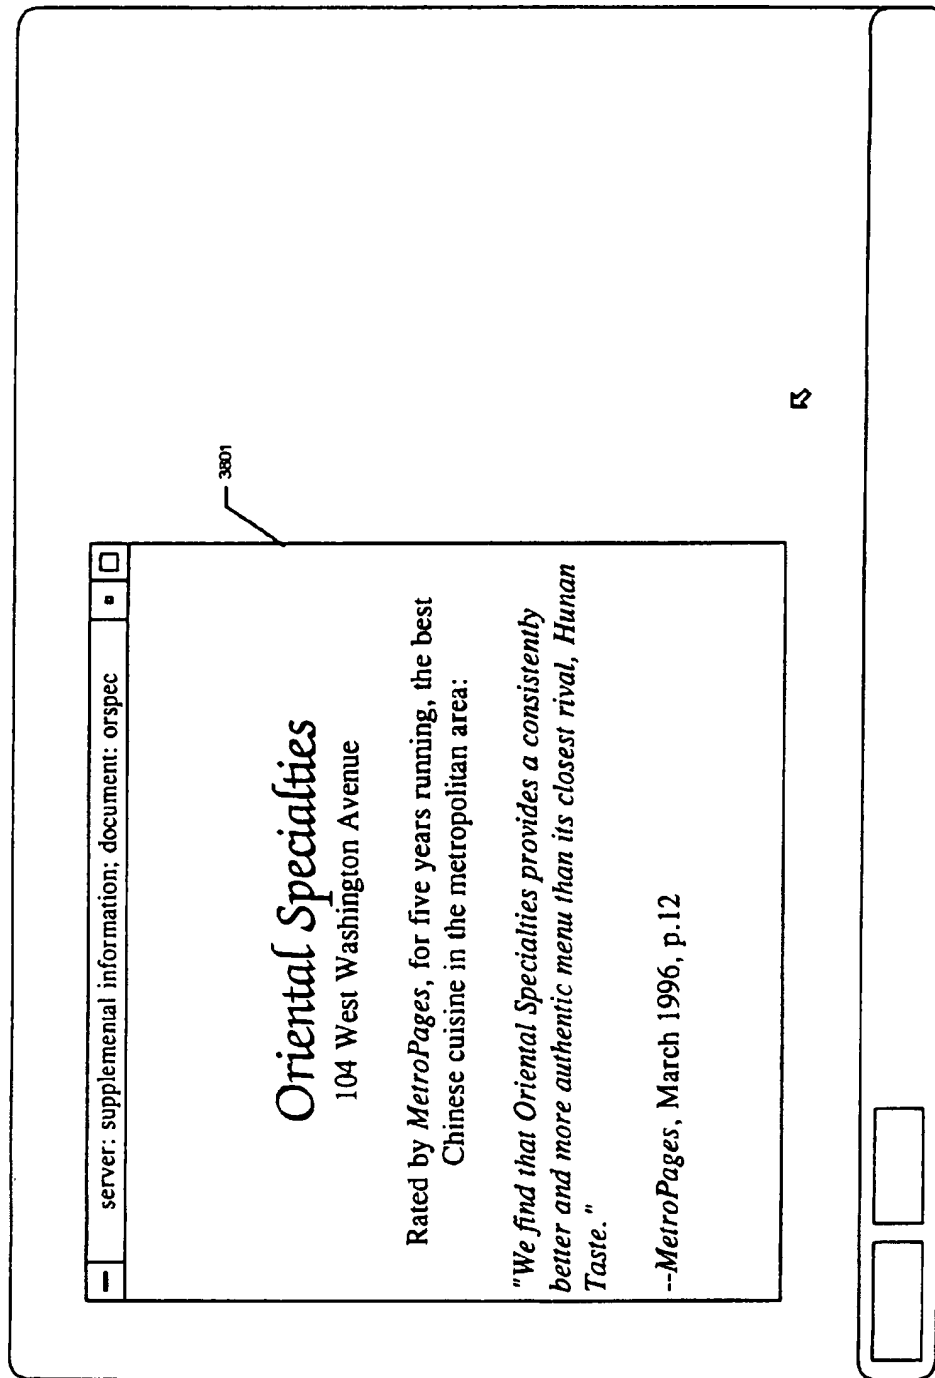 server: supplemental information; document: orspec
3801
Oriental Specialties
104 West Washington Avenue
Rated by MetroPages, for five years running, the best
Chinese cuisine in the metropolitan area:
"We find that Oriental Specialties provides a consistently
better and more authentic menu than its closest rival, Hunan
Taste."
--MetroPages, March 1996, p.12